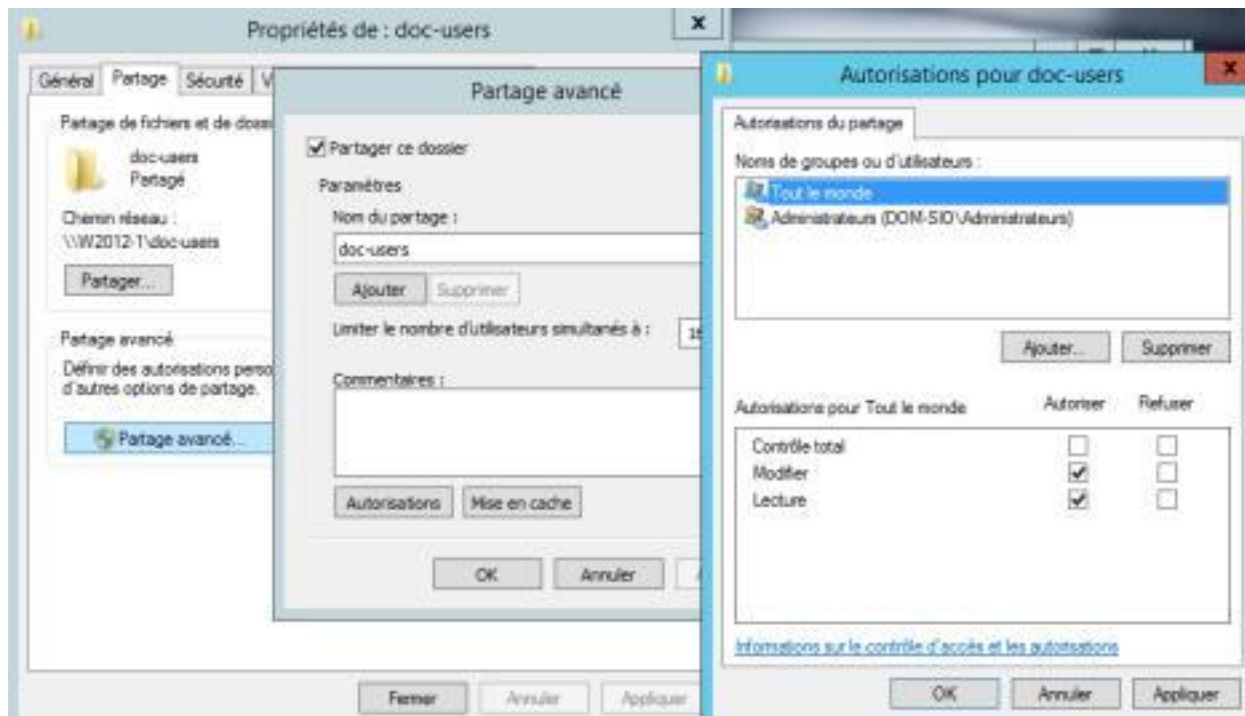 Propriétés de : doc-users
x
Général Partage Sécurité V
Partage de fichiers et de dossi
doc-users
Partagé
Chemin réseau :
\\W2012-1\doc-users
Partager...
Partage avancé
Définir des autorisations perso
d'autres options de partage.
Partage avancé...
Fermer Annuler Appliquer
Partage avancé
Partager ce dossier
Paramètres
Nom du partage :
doc-users
Ajouter Supprimer
Limiter le nombre d'utilisateurs simultanés à :
Commentaires :
Autorisations Mise en cache
OK Annuler
Autorisations pour doc-users
x
Autorisations du partage
Noms de groupes ou d'utilisateurs :
Tout le monde
Administrateurs (DOM-SIO\Administrateurs)
Ajouter... Supprimer
Autorisations pour Tout le monde Autoriser Refuser
Contrôle total
Modifier
Lecture
Informations sur le contrôle d'accès et les autorisations
OK Annuler Appliquer